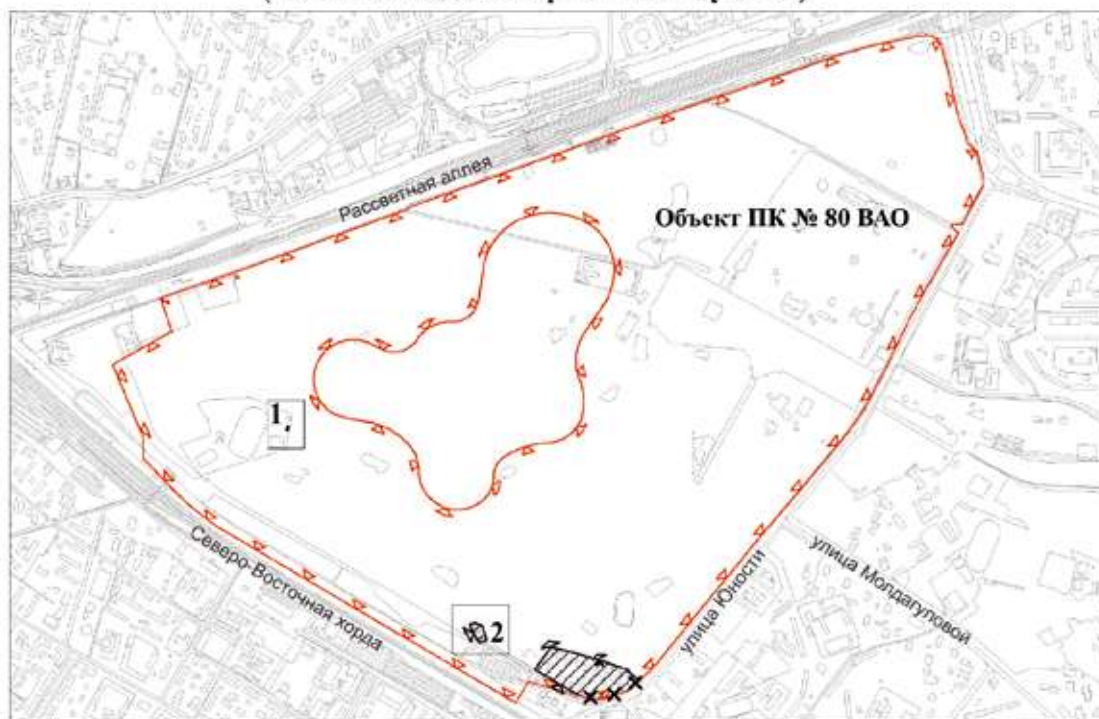 Рассветная аллея
Объект ПК № 80 ВАО
1,
Северо-Восточная хорда
2
улица Юности
улица Молдагуловой